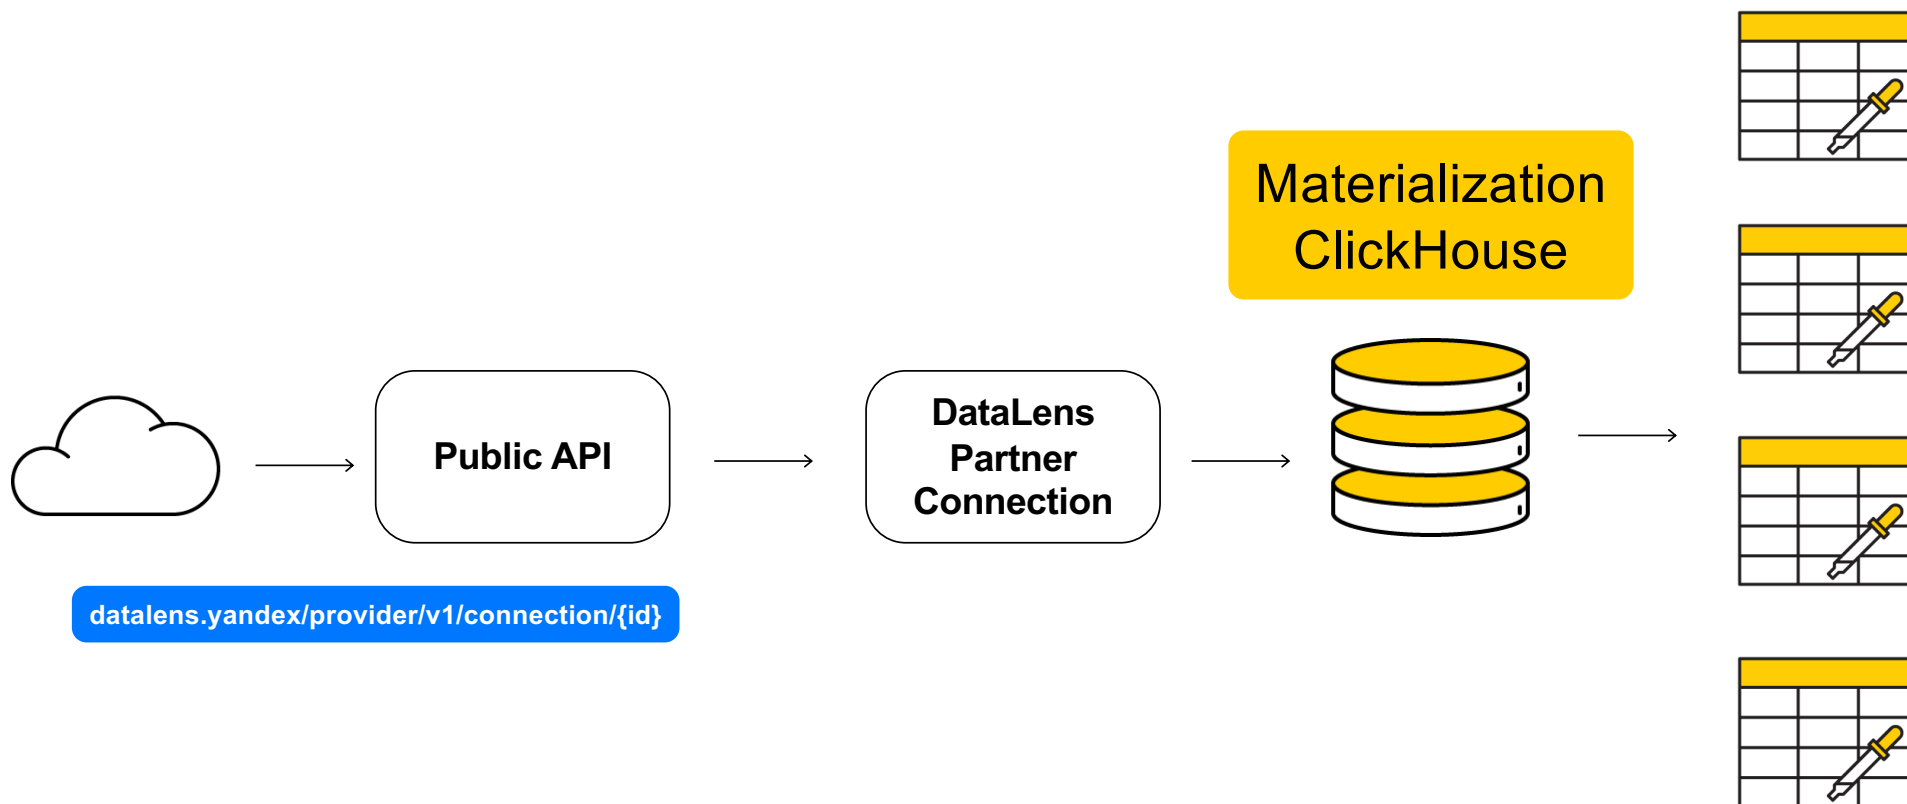 Materialization
ClickHouse
Public API
DataLens
Partner
Connection
datalens.yandex/provider/v1/connection/{id}